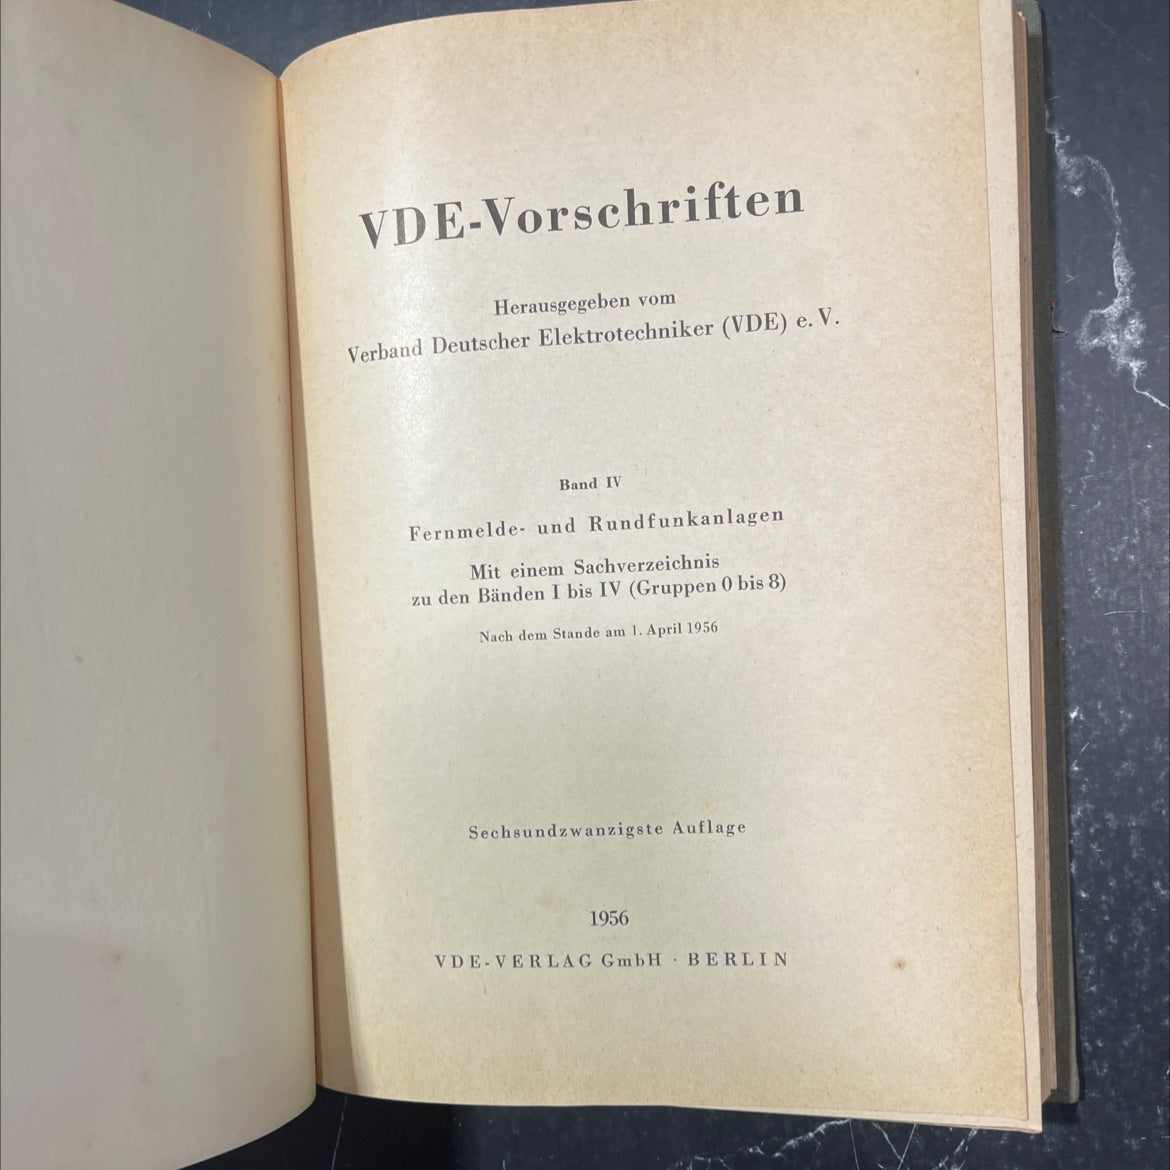 VDE-Vorschriften
Herausgegeben vom
Verband Deutscher Elektrotechniker (VDE) e. V.
Band IV
Fernmelde- und Rundfunkanlagen
Mit einem Sachverzeichnis
zu den Bänden I bis IV (Gruppen 0 bis 8)
Nach dem Stande am 1. April 1956
Sechsundzwanzigste Auflage
1956
VDE-VERLAG GmbH · BERLIN